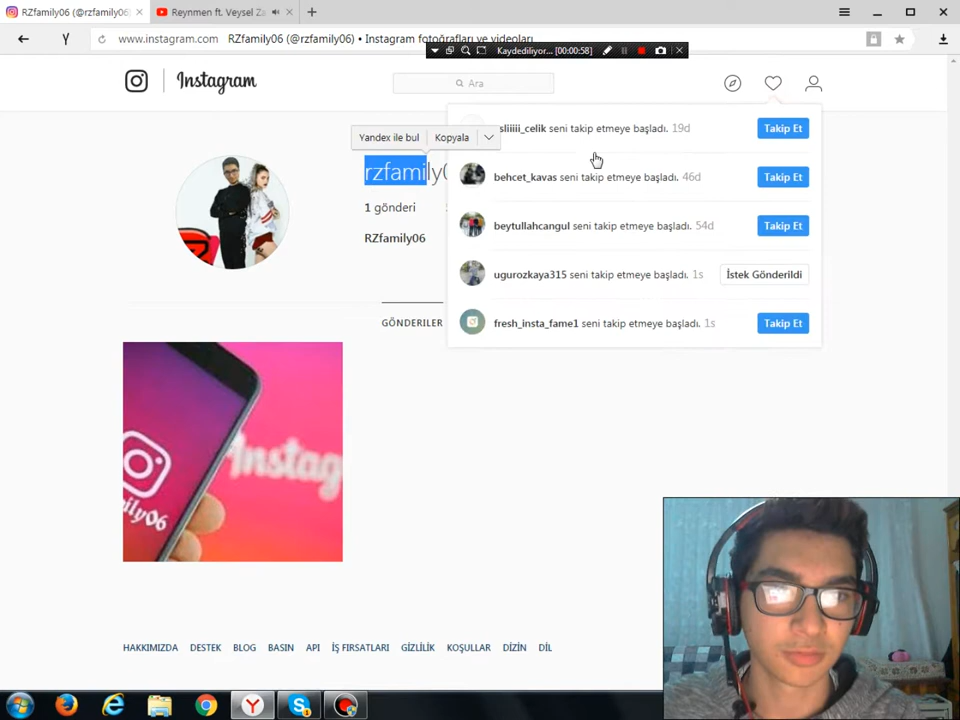 RZfamily06 (@rzfamily06)
Reynmen ft. Veysel Za
www.instagram.com RZfamily06 (@rzfamily06) • Instagram fotoğrafları ve videoları
Kaydediliyor... [00:00:58]
Instagram
Ara
Yandex ile bul
Kopyala
1 gönderi
RZfamily06
sliiiii_celik seni takip etmeye başladı. 19d
Takip Et
behcet_kavas seni takip etmeye başladı. 46d
Takip Et
beytullahcangul seni takip etmeye başladı. 54d
Takip Et
ugurozkaya315 seni takip etmeye başladı. 1s
İstek Gönderildi
fresh_insta_fame1 seni takip etmeye başladı. 1s
Takip Et
GÖNDERİLER
Instag
HAKKIMIZDA DESTEK BLOG BASIN API İŞ FIRSATLARI GİZLİLİK KOŞULLAR DİZİN DİL